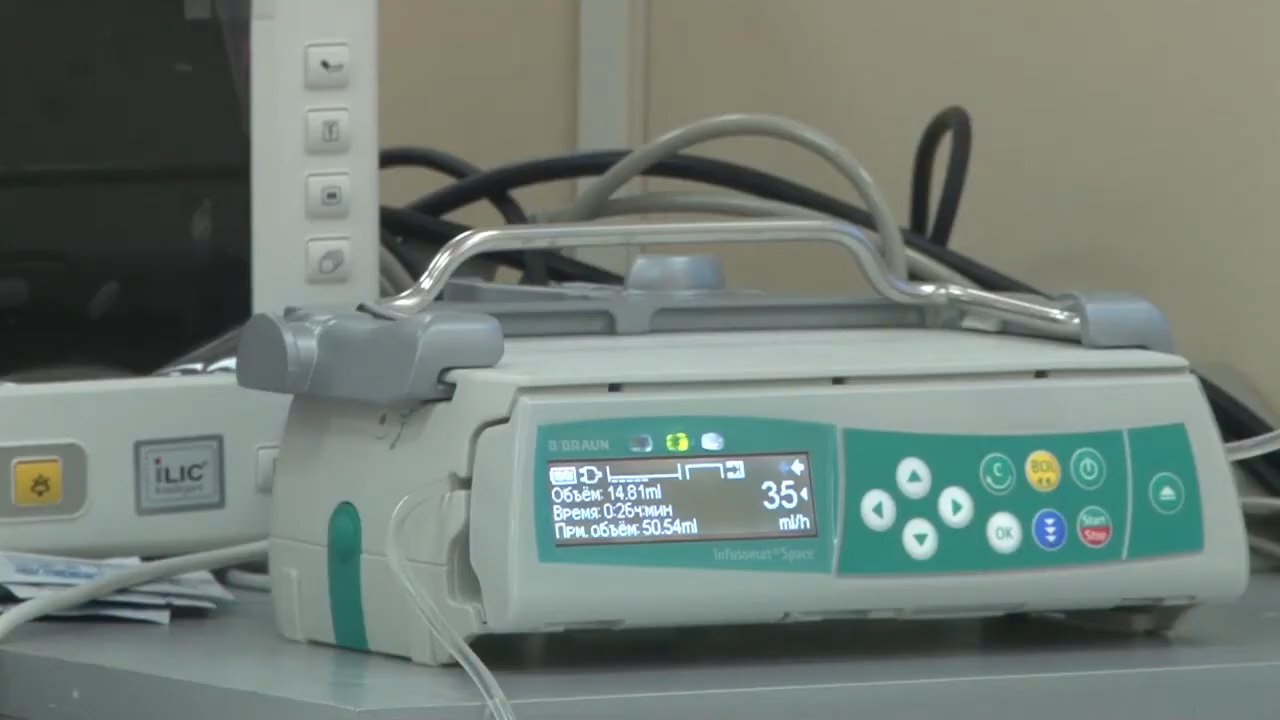 B BRAUN
Объём: 14.81ml
Время: 0:26ч:мин
Прм. объём: 50.54ml
35
ml/h
Infusomat® Space
C
BOL
OK
Start
Stop
iLIC